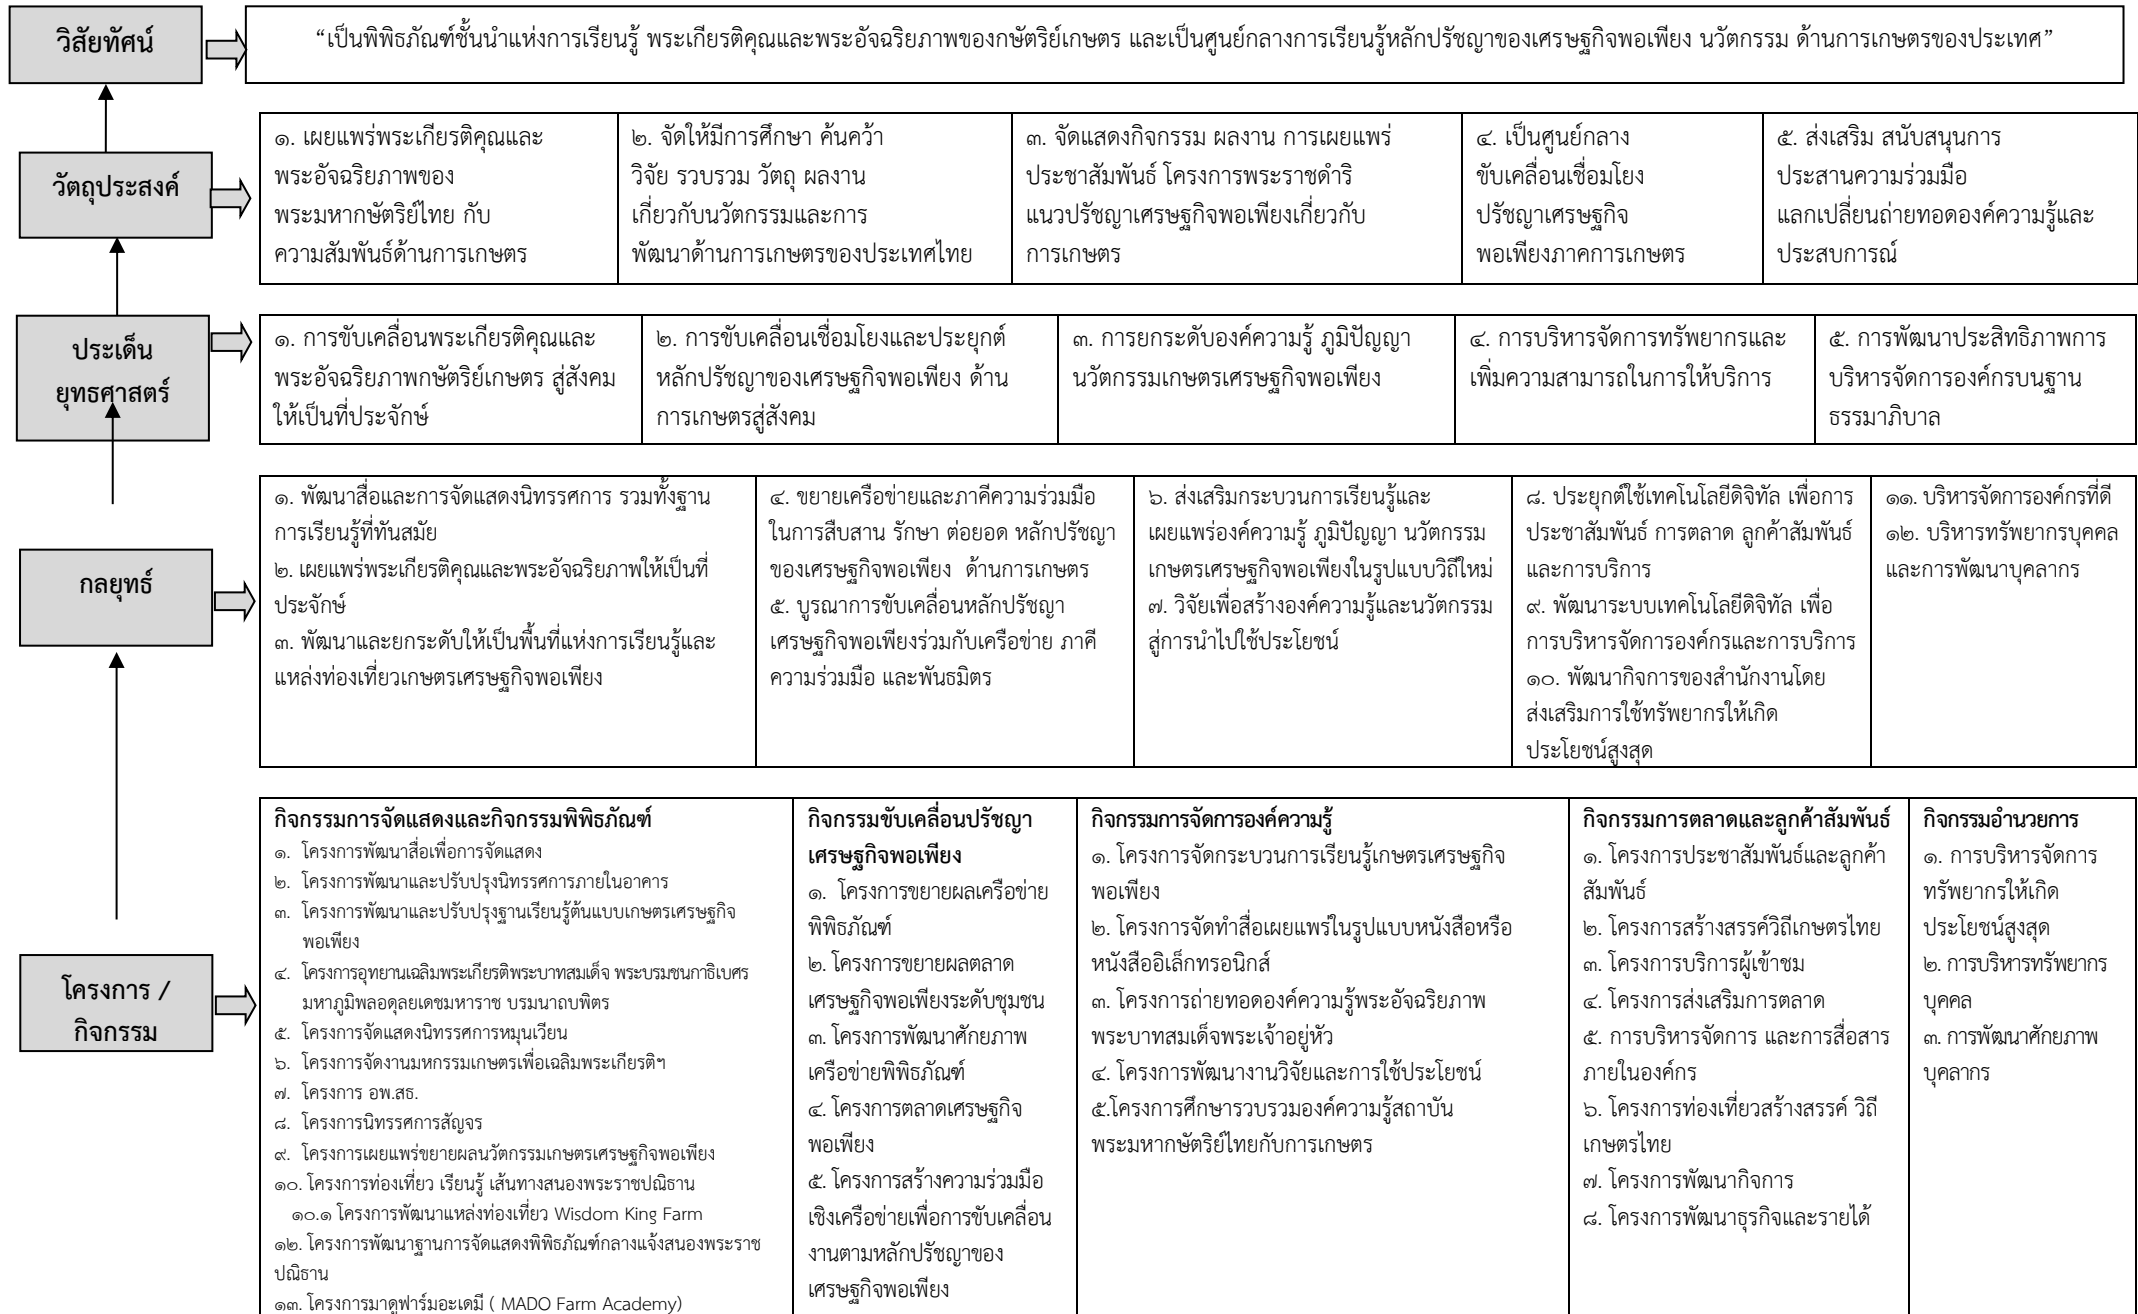 วิสัยทัศน์
“เป็นพิพิธภัณฑ์ชั้นนำแห่งการเรียนรู้ พระเกียรติคุณและพระอัจฉริยภาพของกษัตริย์เกษตร และเป็นศูนย์กลางการเรียนรู้หลักปรัชญาของเศรษฐกิจพอเพียง นวัตกรรม ด้านการเกษตรของประเทศ”
วัตถุประสงค์
๑. เผยแพร่พระเกียรติคุณและ
พระอัจฉริยภาพของ
พระมหากษัตริย์ไทย กับ
ความสัมพันธ์ด้านการเกษตร
๒. จัดให้มีการศึกษา ค้นคว้า
วิจัย รวบรวม วัตถุ ผลงาน
เกี่ยวกับนวัตกรรมและการ
พัฒนาด้านการเกษตรของประเทศไทย
๓. จัดแสดงกิจกรรม ผลงาน การเผยแพร่
ประชาสัมพันธ์ โครงการพระราชดำริ
แนวปรัชญาเศรษฐกิจพอเพียงเกี่ยวกับ
การเกษตร
๔. เป็นศูนย์กลาง
ขับเคลื่อนเชื่อมโยง
ปรัชญาเศรษฐกิจ
พอเพียงภาคการเกษตร
๕. ส่งเสริม สนับสนุนการ
ประสานความร่วมมือ
แลกเปลี่ยนถ่ายทอดองค์ความรู้และ
ประสบการณ์
ประเด็น
ยุทธศาสตร์
๑. การขับเคลื่อนพระเกียรติคุณและ
พระอัจฉริยภาพกษัตริย์เกษตร สู่สังคม
ให้เป็นที่ประจักษ์
๒. การขับเคลื่อนเชื่อมโยงและประยุกต์
หลักปรัชญาของเศรษฐกิจพอเพียง ด้าน
การเกษตรสู่สังคม
๓. การยกระดับองค์ความรู้ ภูมิปัญญา
นวัตกรรมเกษตรเศรษฐกิจพอเพียง
๔. การบริหารจัดการทรัพยากรและ
เพิ่มความสามารถในการให้บริการ
๕. การพัฒนาประสิทธิภาพการ
บริหารจัดการองค์กรบนฐาน
ธรรมาภิบาล
กลยุทธ์
๑. พัฒนาสื่อและการจัดแสดงนิทรรศการ รวมทั้งฐาน
การเรียนรู้ที่ทันสมัย
๒. เผยแพร่พระเกียรติคุณและพระอัจฉริยภาพให้เป็นที่
ประจักษ์
๓. พัฒนาและยกระดับให้เป็นพื้นที่แห่งการเรียนรู้และ
แหล่งท่องเที่ยวเกษตรเศรษฐกิจพอเพียง
๔. ขยายเครือข่ายและภาคีความร่วมมือ
ในการสืบสาน รักษา ต่อยอด หลักปรัชญา
ของเศรษฐกิจพอเพียง ด้านการเกษตร
๕. บูรณาการขับเคลื่อนหลักปรัชญา
เศรษฐกิจพอเพียงร่วมกับเครือข่าย ภาคี
ความร่วมมือ และพันธมิตร
๖. ส่งเสริมกระบวนการเรียนรู้และ
เผยแพร่องค์ความรู้ ภูมิปัญญา นวัตกรรม
เกษตรเศรษฐกิจพอเพียงในรูปแบบวิถีใหม่
๗. วิจัยเพื่อสร้างองค์ความรู้และนวัตกรรม
สู่การนำไปใช้ประโยชน์
๘. ประยุกต์ใช้เทคโนโลยีดิจิทัล เพื่อการ
ประชาสัมพันธ์ การตลาด ลูกค้าสัมพันธ์
และการบริการ
๙. พัฒนาระบบเทคโนโลยีดิจิทัล เพื่อ
การบริหารจัดการองค์กรและการบริการ
๑๐. พัฒนากิจการของสำนักงานโดย
ส่งเสริมการใช้ทรัพยากรให้เกิด
ประโยชน์สูงสุด
๑๑. บริหารจัดการองค์กรที่ดี
๑๒. บริหารทรัพยากรบุคคล
และการพัฒนาบุคลากร
โครงการ /
กิจกรรม
กิจกรรมการจัดแสดงและกิจกรรมพิพิธภัณฑ์
๑. โครงการพัฒนาสื่อเพื่อการจัดแสดง
๒. โครงการพัฒนาและปรับปรุงนิทรรศการภายในอาคาร
๓. โครงการพัฒนาและปรับปรุงฐานเรียนรู้ต้นแบบเกษตรเศรษฐกิจ
พอเพียง
๔. โครงการอุทยานเฉลิมพระเกียรติพระบาทสมเด็จ พระบรมชนกาธิเบศร
มหาภูมิพลอดุลยเดชมหาราช บรมนาถบพิตร
๕. โครงการจัดแสดงนิทรรศการหมุนเวียน
๖. โครงการจัดงานมหกรรมเกษตรเพื่อเฉลิมพระเกียรติฯ
๗. โครงการ อพ.สธ.
๘. โครงการนิทรรศการสัญจร
๙. โครงการเผยแพร่ขยายผลนวัตกรรมเกษตรเศรษฐกิจพอเพียง
๑๐. โครงการท่องเที่ยว เรียนรู้ เส้นทางสนองพระราชปณิธาน
๑๐.๑ โครงการพัฒนาแหล่งท่องเที่ยว Wisdom King Farm
๑๒. โครงการพัฒนาฐานการจัดแสดงพิพิธภัณฑ์กลางแจ้งสนองพระราช
ปณิธาน
๑๓. โครงการมาดูฟาร์มอะเดมี ( MADO Farm Academy)
กิจกรรมขับเคลื่อนปรัชญา
เศรษฐกิจพอเพียง
๑. โครงการขยายผลเครือข่าย
พิพิธภัณฑ์
๒. โครงการขยายผลตลาด
เศรษฐกิจพอเพียงระดับชุมชน
๓. โครงการพัฒนาศักยภาพ
เครือข่ายพิพิธภัณฑ์
๔. โครงการตลาดเศรษฐกิจ
พอเพียง
๕. โครงการสร้างความร่วมมือ
เชิงเครือข่ายเพื่อการขับเคลื่อน
งานตามหลักปรัชญาของ
เศรษฐกิจพอเพียง
กิจกรรมการจัดการองค์ความรู้
๑. โครงการจัดกระบวนการเรียนรู้เกษตรเศรษฐกิจ
พอเพียง
๒. โครงการจัดทำสื่อเผยแพร่ในรูปแบบหนังสือหรือ
หนังสืออิเล็กทรอนิกส์
๓. โครงการถ่ายทอดองค์ความรู้พระอัจฉริยภาพ
พระบาทสมเด็จพระเจ้าอยู่หัว
๔. โครงการพัฒนางานวิจัยและการใช้ประโยชน์
๕.โครงการศึกษารวบรวมองค์ความรู้สถาบัน
พระมหากษัตริย์ไทยกับการเกษตร
กิจกรรมการตลาดและลูกค้าสัมพันธ์
๑. โครงการประชาสัมพันธ์และลูกค้า
สัมพันธ์
๒. โครงการสร้างสรรค์วิถีเกษตรไทย
๓. โครงการบริการผู้เข้าชม
๔. โครงการส่งเสริมการตลาด
๕. การบริหารจัดการ และการสื่อสาร
ภายในองค์กร
๖. โครงการท่องเที่ยวสร้างสรรค์ วิถี
เกษตรไทย
๗. โครงการพัฒนากิจการ
๘. โครงการพัฒนาธุรกิจและรายได้
กิจกรรมอำนวยการ
๑. การบริหารจัดการ
ทรัพยากรให้เกิด
ประโยชน์สูงสุด
๒. การบริหารทรัพยากร
บุคคล
๓. การพัฒนาศักยภาพ
บุคลากร